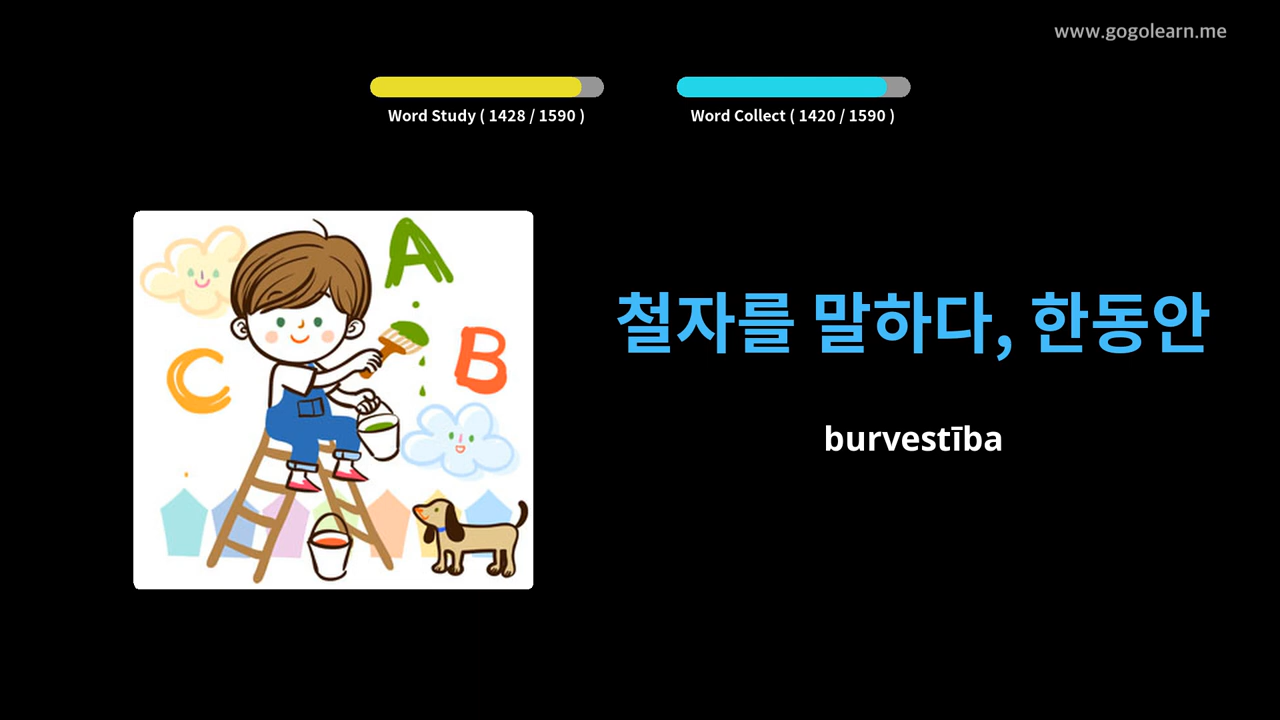 www.gogolearn.me
Word Study ( 1428 / 1590 )
Word Collect ( 1420 / 1590 )
A
B
C
철자를 말하다, 한동안
burvestība